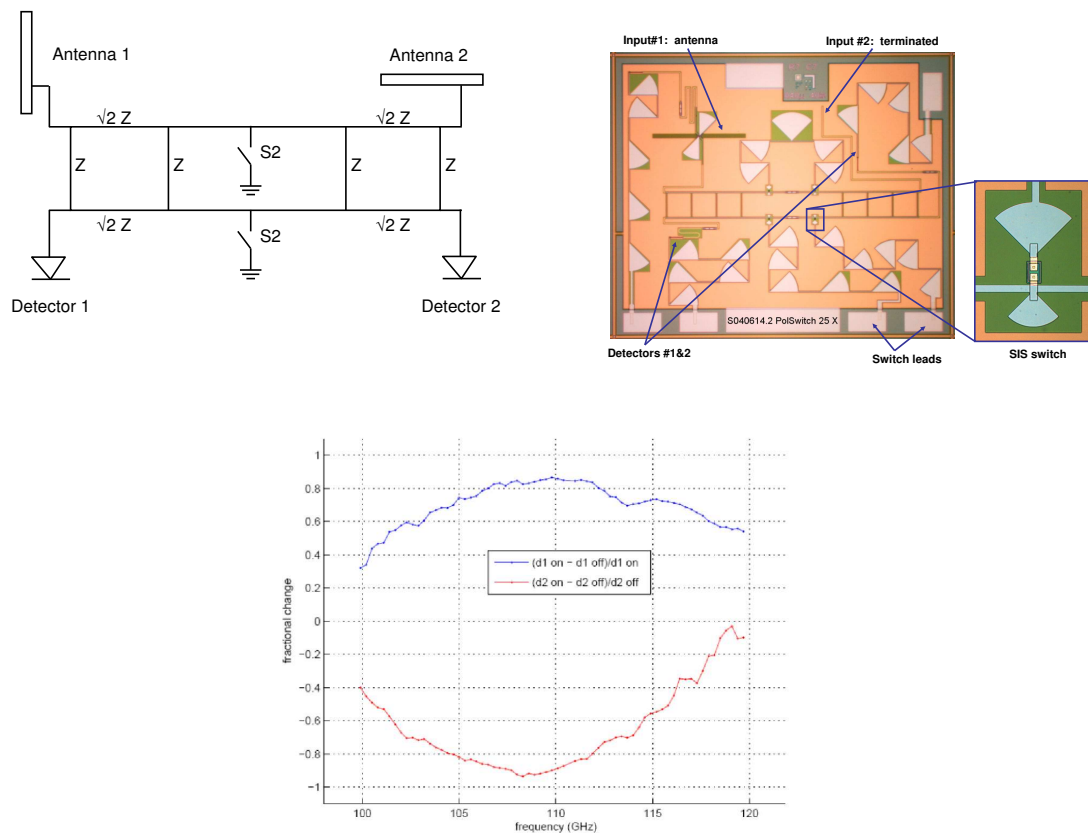 Antenna 1
Antenna 2
√2 Z
√2 Z
Z
Z
S2
Z
Z
√2 Z
√2 Z
S2
Detector 1
Detector 2
Input#1: antenna
Input #2: terminated
S040614.2 PolSwitch 25 X
Detectors #1&2
Switch leads
SIS switch
1
0.8
0.6
0.4
0.2
0
−0.2
−0.4
−0.6
−0.8
−1
fractional change
(d1 on − d1 off)/d1 on
(d2 on − d2 off)/d2 off
100
105
110
115
120
frequency (GHz)